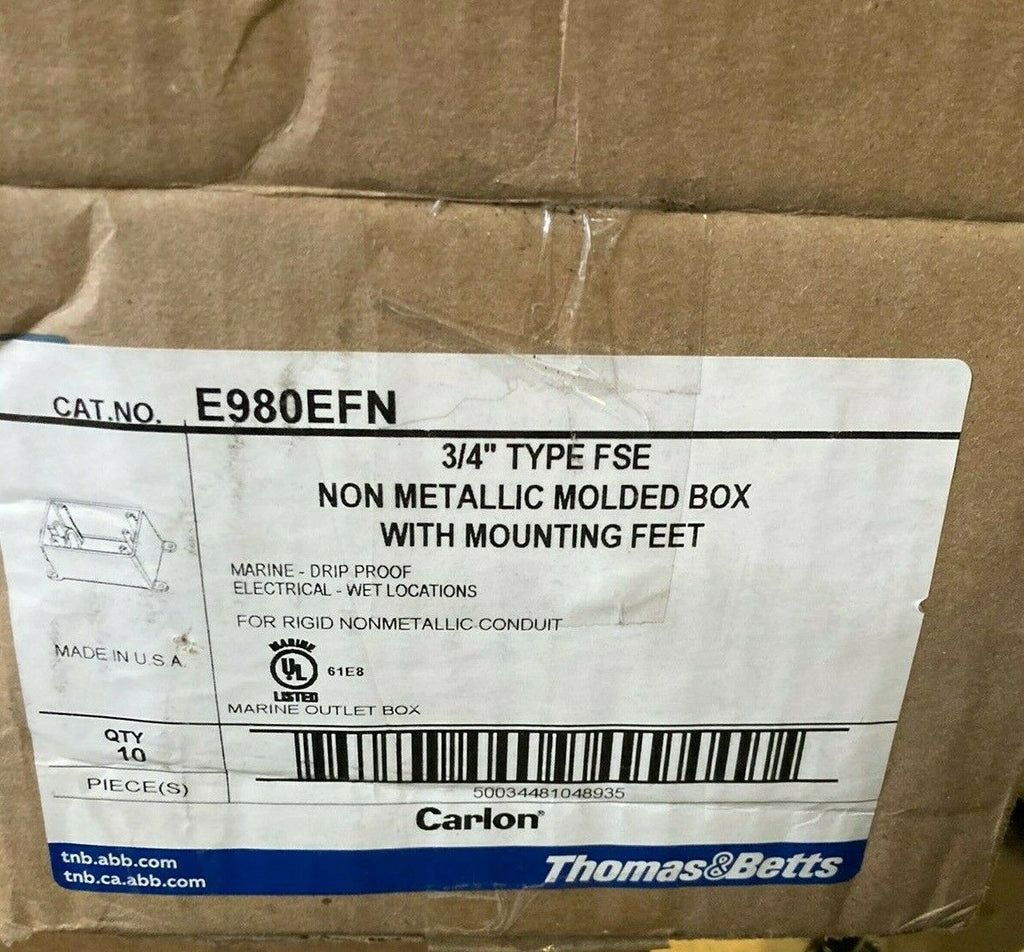 CAT.NO. E980EFN
3/4" TYPE FSE
NON METALLIC MOLDED BOX
WITH MOUNTING FEET
MARINE - DRIP PROOF
ELECTRICAL - WET LOCATIONS
FOR RIGID NONMETALLIC CONDUIT
MADE IN U.S.A.
MARINE
UL 61E8
LISTED
MARINE OUTLET BOX
QTY
10
PIECE(S)
50034481048935
Carlon®
tnb.abb.com
tnb.ca.abb.com
Thomas&Betts